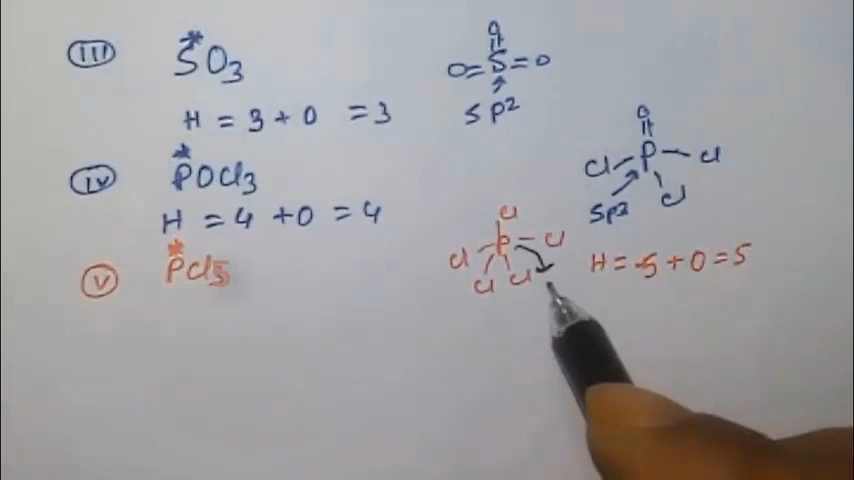 (iii) *SO3
O
O=S=O
H = 3 + 0 = 3
SP2
(iv) *POCl3
O
Cl-P-Cl
Cl
SP2
H = 4 + 0 = 4
(v) *PCl5
Cl
Cl-P-Cl
Cl Cl
H = 5 + 0 = 5